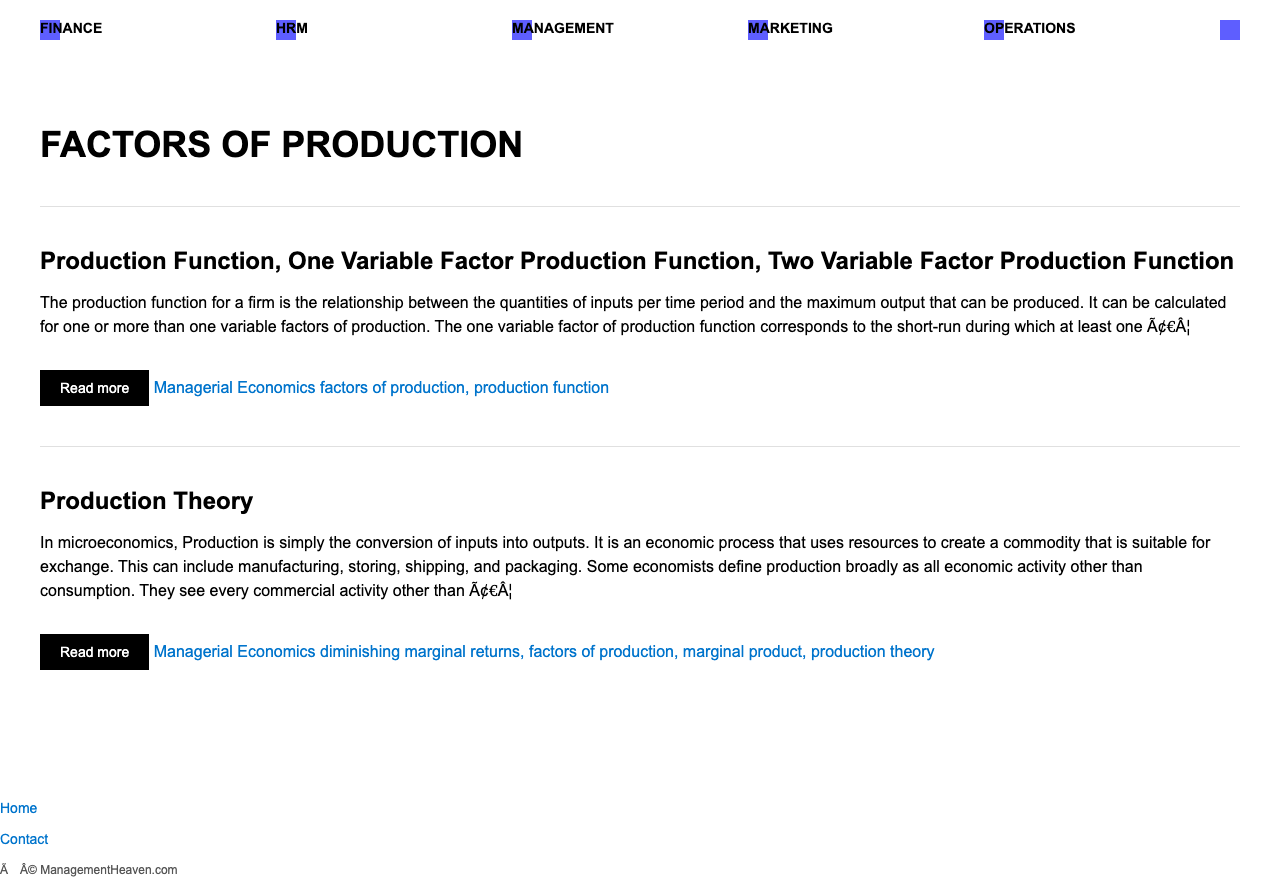 FINANCE HRM MANAGEMENT MARKETING OPERATIONS
FACTORS OF PRODUCTION
Production Function, One Variable Factor Production Function, Two Variable Factor Production Function
The production function for a firm is the relationship between the quantities of inputs per time period and the maximum output that can be produced. It can be calculated
for one or more than one variable factors of production. The one variable factor of production function corresponds to the short-run during which at least one Ã¢€Â¦
Read more Managerial Economics factors of production, production function
Production Theory
In microeconomics, Production is simply the conversion of inputs into outputs. It is an economic process that uses resources to create a commodity that is suitable for
exchange. This can include manufacturing, storing, shipping, and packaging. Some economists define production broadly as all economic activity other than
consumption. They see every commercial activity other than Ã¢€Â¦
Read more Managerial Economics diminishing marginal returns, factors of production, marginal product, production theory
Home
Contact
Ã Â© ManagementHeaven.com